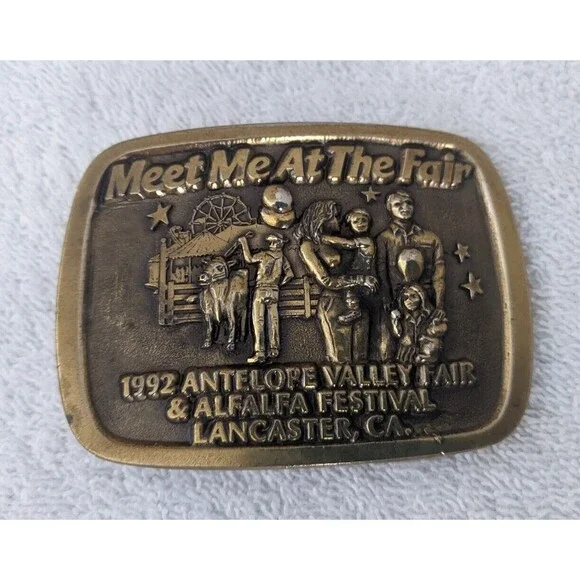 Meet Me At The Fair
1992 ANTELOPE VALLEY FAIR
& ALFALFA FESTIVAL
LANCASTER, CA.